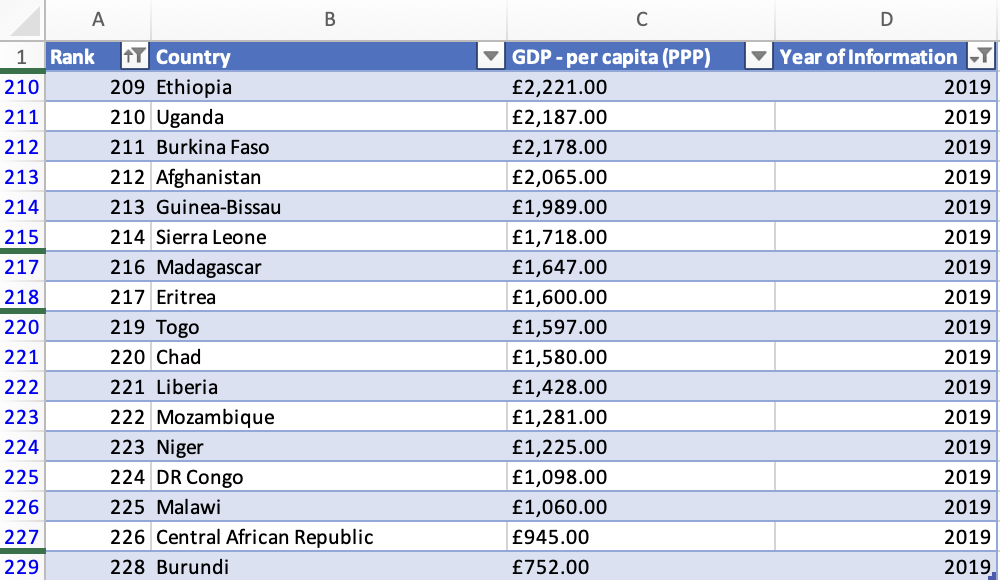 A B C D
1 Rank Country GDP - per capita (PPP) Year of Information
210 209 Ethiopia £2,221.00 2019
211 210 Uganda £2,187.00 2019
212 211 Burkina Faso £2,178.00 2019
213 212 Afghanistan £2,065.00 2019
214 213 Guinea-Bissau £1,989.00 2019
215 214 Sierra Leone £1,718.00 2019
217 216 Madagascar £1,647.00 2019
218 217 Eritrea £1,600.00 2019
220 219 Togo £1,597.00 2019
221 220 Chad £1,580.00 2019
222 221 Liberia £1,428.00 2019
223 222 Mozambique £1,281.00 2019
224 223 Niger £1,225.00 2019
225 224 DR Congo £1,098.00 2019
226 225 Malawi £1,060.00 2019
227 226 Central African Republic £945.00 2019
229 228 Burundi £752.00 2019